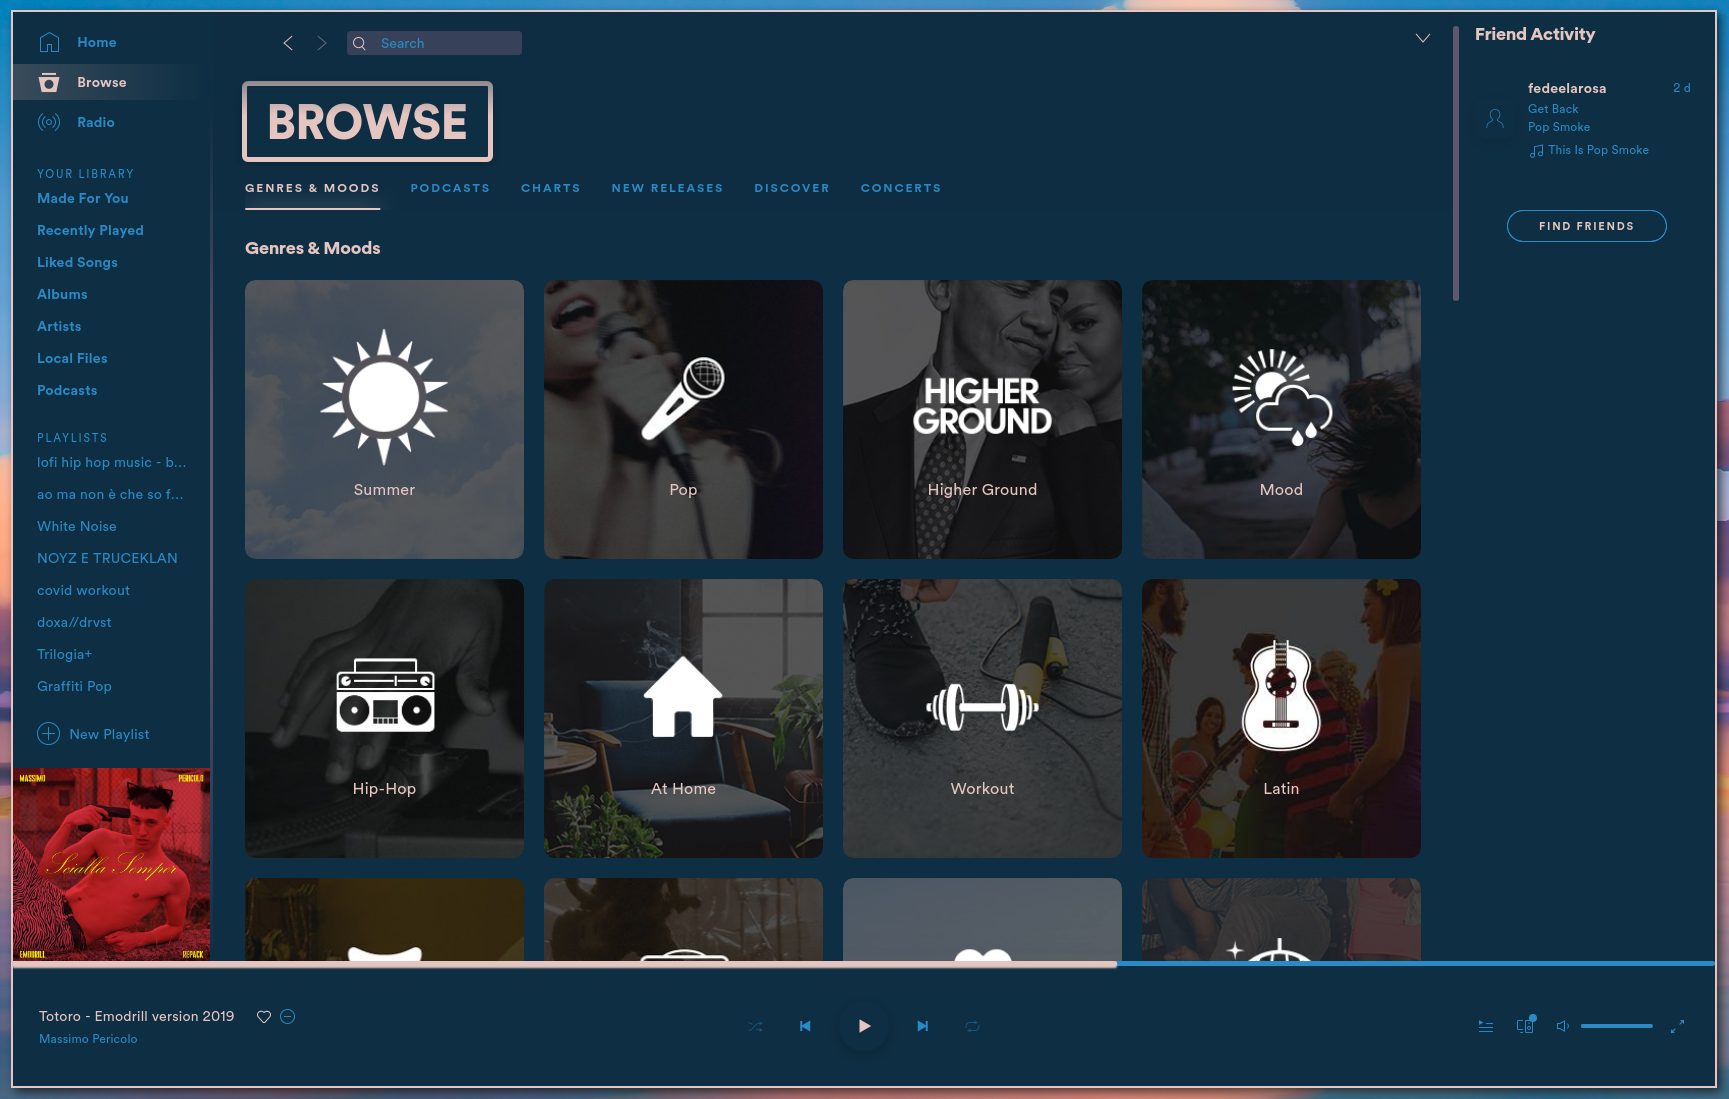 Home
Browse
Radio
YOUR LIBRARY
Made For You
Recently Played
Liked Songs
Albums
Artists
Local Files
Podcasts
PLAYLISTS
lofi hip hop music - b...
ao ma non è che so f...
White Noise
NOYZ E TRUCEKLAN
covid workout
doxa//drvst
Trilogia+
Graffiti Pop
New Playlist
MASSIMO PERICOLO
Scialla Semper
EMODRILL REPACK
Search
BROWSE
GENRES & MOODS PODCASTS CHARTS NEW RELEASES DISCOVER CONCERTS
Genres & Moods
Summer
Pop
HIGHER
GROUND
Higher Ground
Mood
Hip-Hop
At Home
Workout
Latin
Friend Activity
fedeelarosa 2 d
Get Back
Pop Smoke
This Is Pop Smoke
FIND FRIENDS
Totoro - Emodrill version 2019
Massimo Pericolo